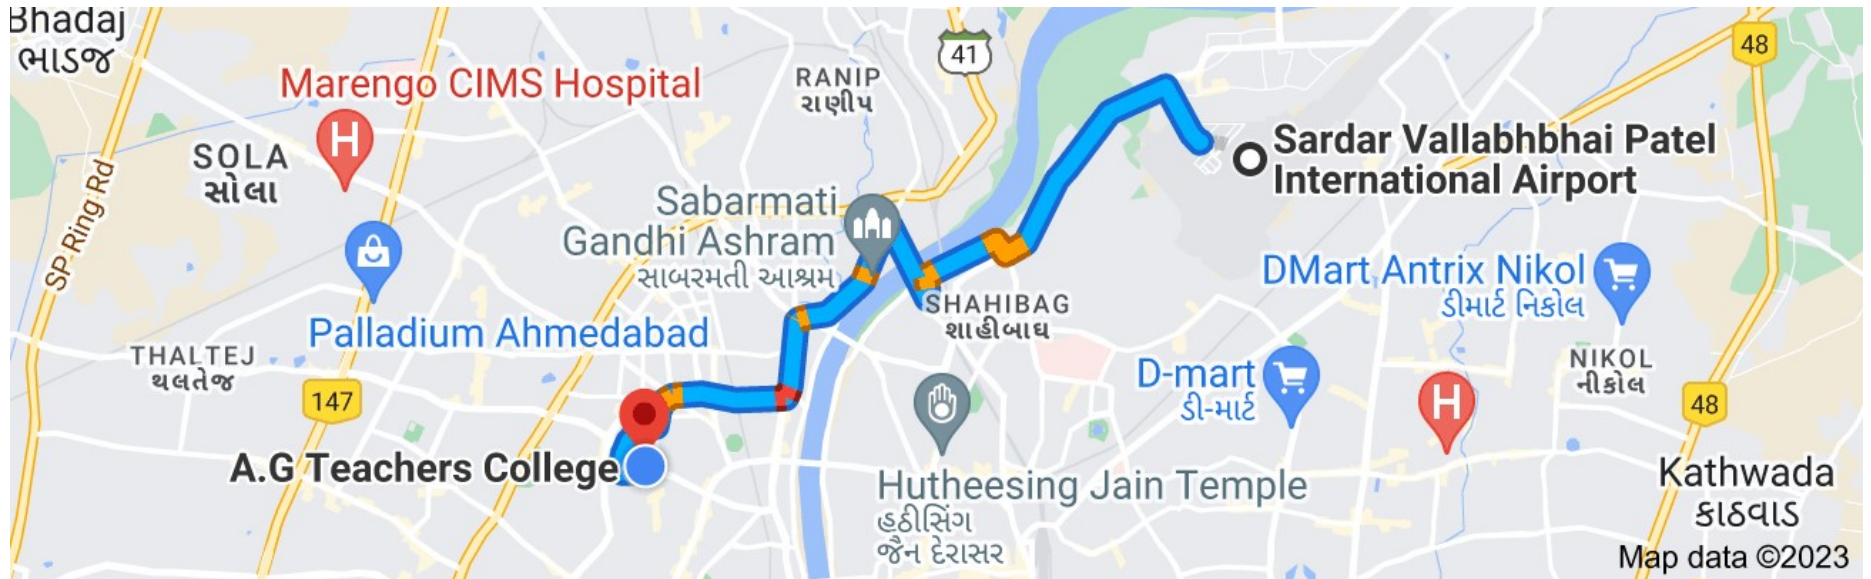 Bhadaj
ભાડજ
Marengo CIMS Hospital
H
SOLA
સોલા
SP Ring Rd
RANIP
રાણીપ
41
48
Sardar Vallabhbhai Patel
International Airport
Sabarmati
Gandhi Ashram
સાબરમતી આશ્રમ
DMart Antrix Nikol
ડીમાર્ટ નિકોલ
SHAHIBAG
શાહીબાઘ
Palladium Ahmedabad
THALTEJ
થલતેજ
147
D-mart
ડી-માર્ટ
NIKOL
નીકોલ
H
48
A.G Teachers College
Hutheesing Jain Temple
હઠીસિંગ
જૈન દેરાસર
Kathwada
કાઠવાડ
Map data ©2023